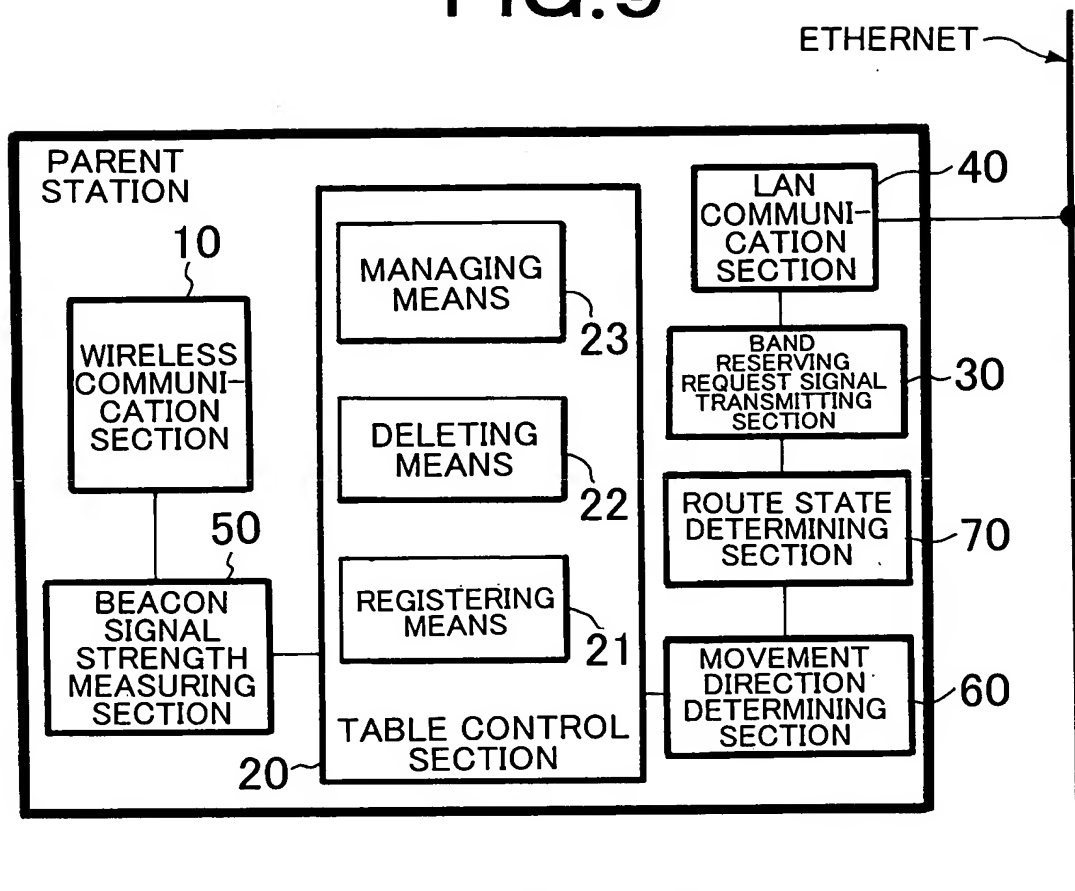 FIG.9
ETHERNET
PARENT
STATION
10
WIRELESS
COMMUNI-
CATION
SECTION
50
BEACON
SIGNAL
STRENGTH
MEASURING
SECTION
MANAGING
MEANS
23
DELETING
MEANS
22
REGISTERING
MEANS
21
TABLE CONTROL
SECTION
20
LAN
COMMUNI-
CATION
SECTION
40
BAND
RESERVING
REQUEST SIGNAL
TRANSMITTING
SECTION
30
ROUTE STATE
DETERMINING
SECTION
70
MOVEMENT
DIRECTION
DETERMINING
SECTION
60